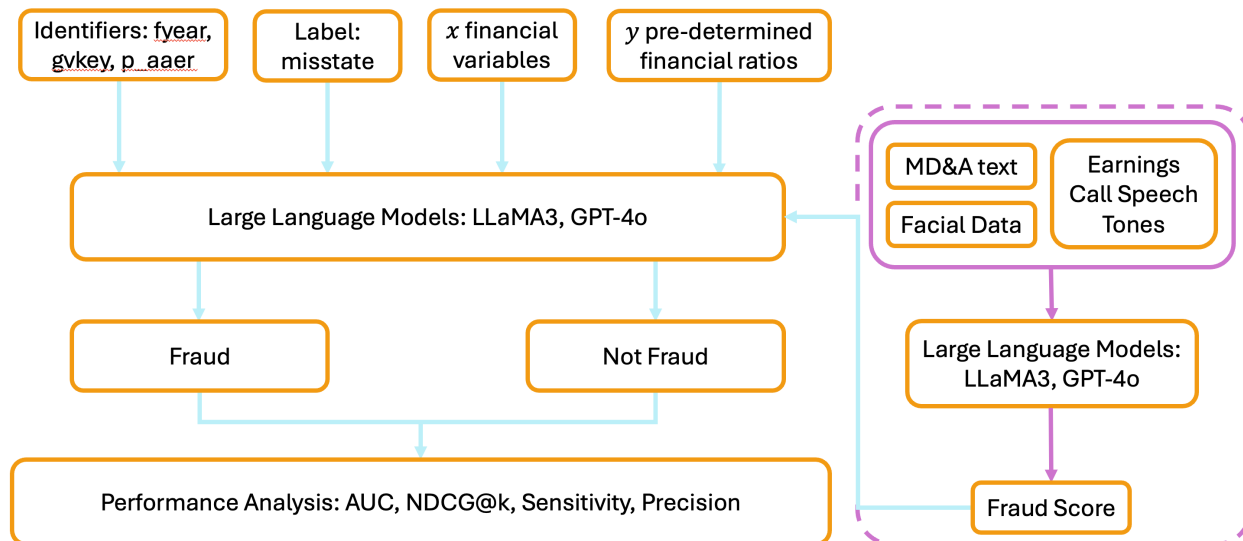 Identifiers: fyear,
gvkey, p_aaer
Label:
misstate
x financial
variables
y pre-determined
financial ratios
MD&A text
Facial Data
Earnings
Call Speech
Tones
Large Language Models: LLaMA3, GPT-4o
Fraud
Not Fraud
Large Language Models:
LLaMA3, GPT-4o
Performance Analysis: AUC, NDCG@k, Sensitivity, Precision
Fraud Score